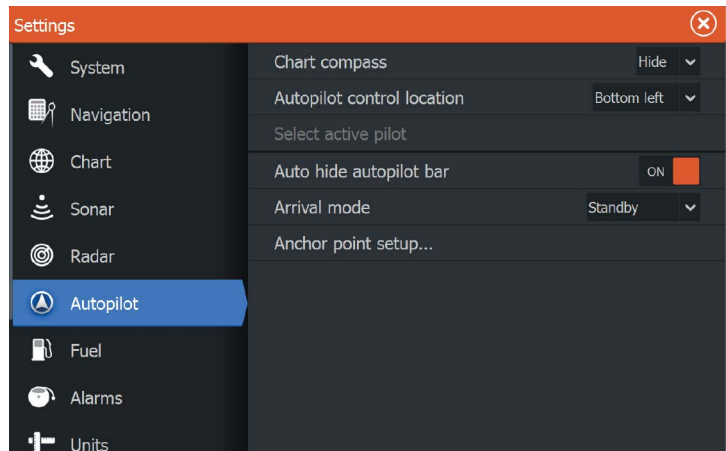 Settings
System
Navigation
Chart
Sonar
Radar
Autopilot
Fuel
Alarms
Units
Chart compass Hide
Autopilot control location Bottom left
Select active pilot
Auto hide autopilot bar ON
Arrival mode Standby
Anchor point setup...